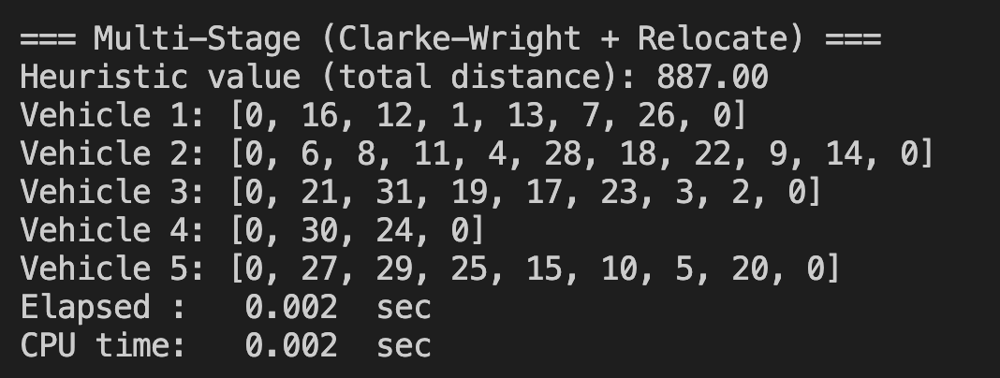 === Multi-Stage (Clarke-Wright + Relocate) ===
Heuristic value (total distance): 887.00
Vehicle 1: [0, 16, 12, 1, 13, 7, 26, 0]
Vehicle 2: [0, 6, 8, 11, 4, 28, 18, 22, 9, 14, 0]
Vehicle 3: [0, 21, 31, 19, 17, 23, 3, 2, 0]
Vehicle 4: [0, 30, 24, 0]
Vehicle 5: [0, 27, 29, 25, 15, 10, 5, 20, 0]
Elapsed :   0.002  sec
CPU time:   0.002  sec